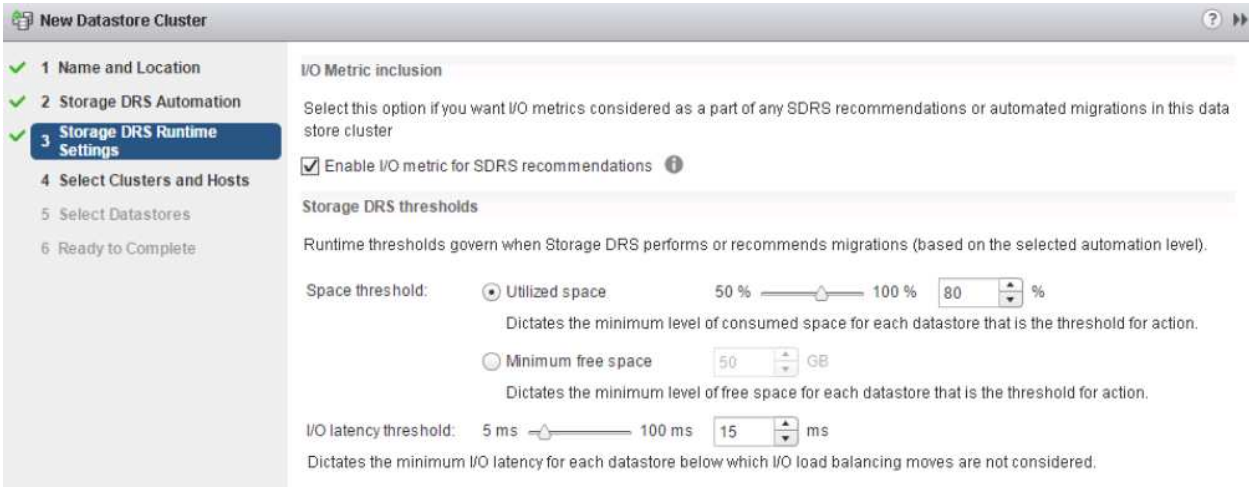 New Datastore Cluster
?
1 Name and Location
2 Storage DRS Automation
3 Storage DRS Runtime
Settings
4 Select Clusters and Hosts
5 Select Datastores
6 Ready to Complete
I/O Metric inclusion
Select this option if you want I/O metrics considered as a part of any SDRS recommendations or automated migrations in this data
store cluster
Enable I/O metric for SDRS recommendations
Storage DRS thresholds
Runtime thresholds govern when Storage DRS performs or recommends migrations (based on the selected automation level).
Space threshold: Utilized space 50 % 100 % 80 %
Dictates the minimum level of consumed space for each datastore that is the threshold for action.
Minimum free space 50 GB
Dictates the minimum level of free space for each datastore that is the threshold for action.
I/O latency threshold: 5 ms 100 ms 15 ms
Dictates the minimum I/O latency for each datastore below which I/O load balancing moves are not considered.